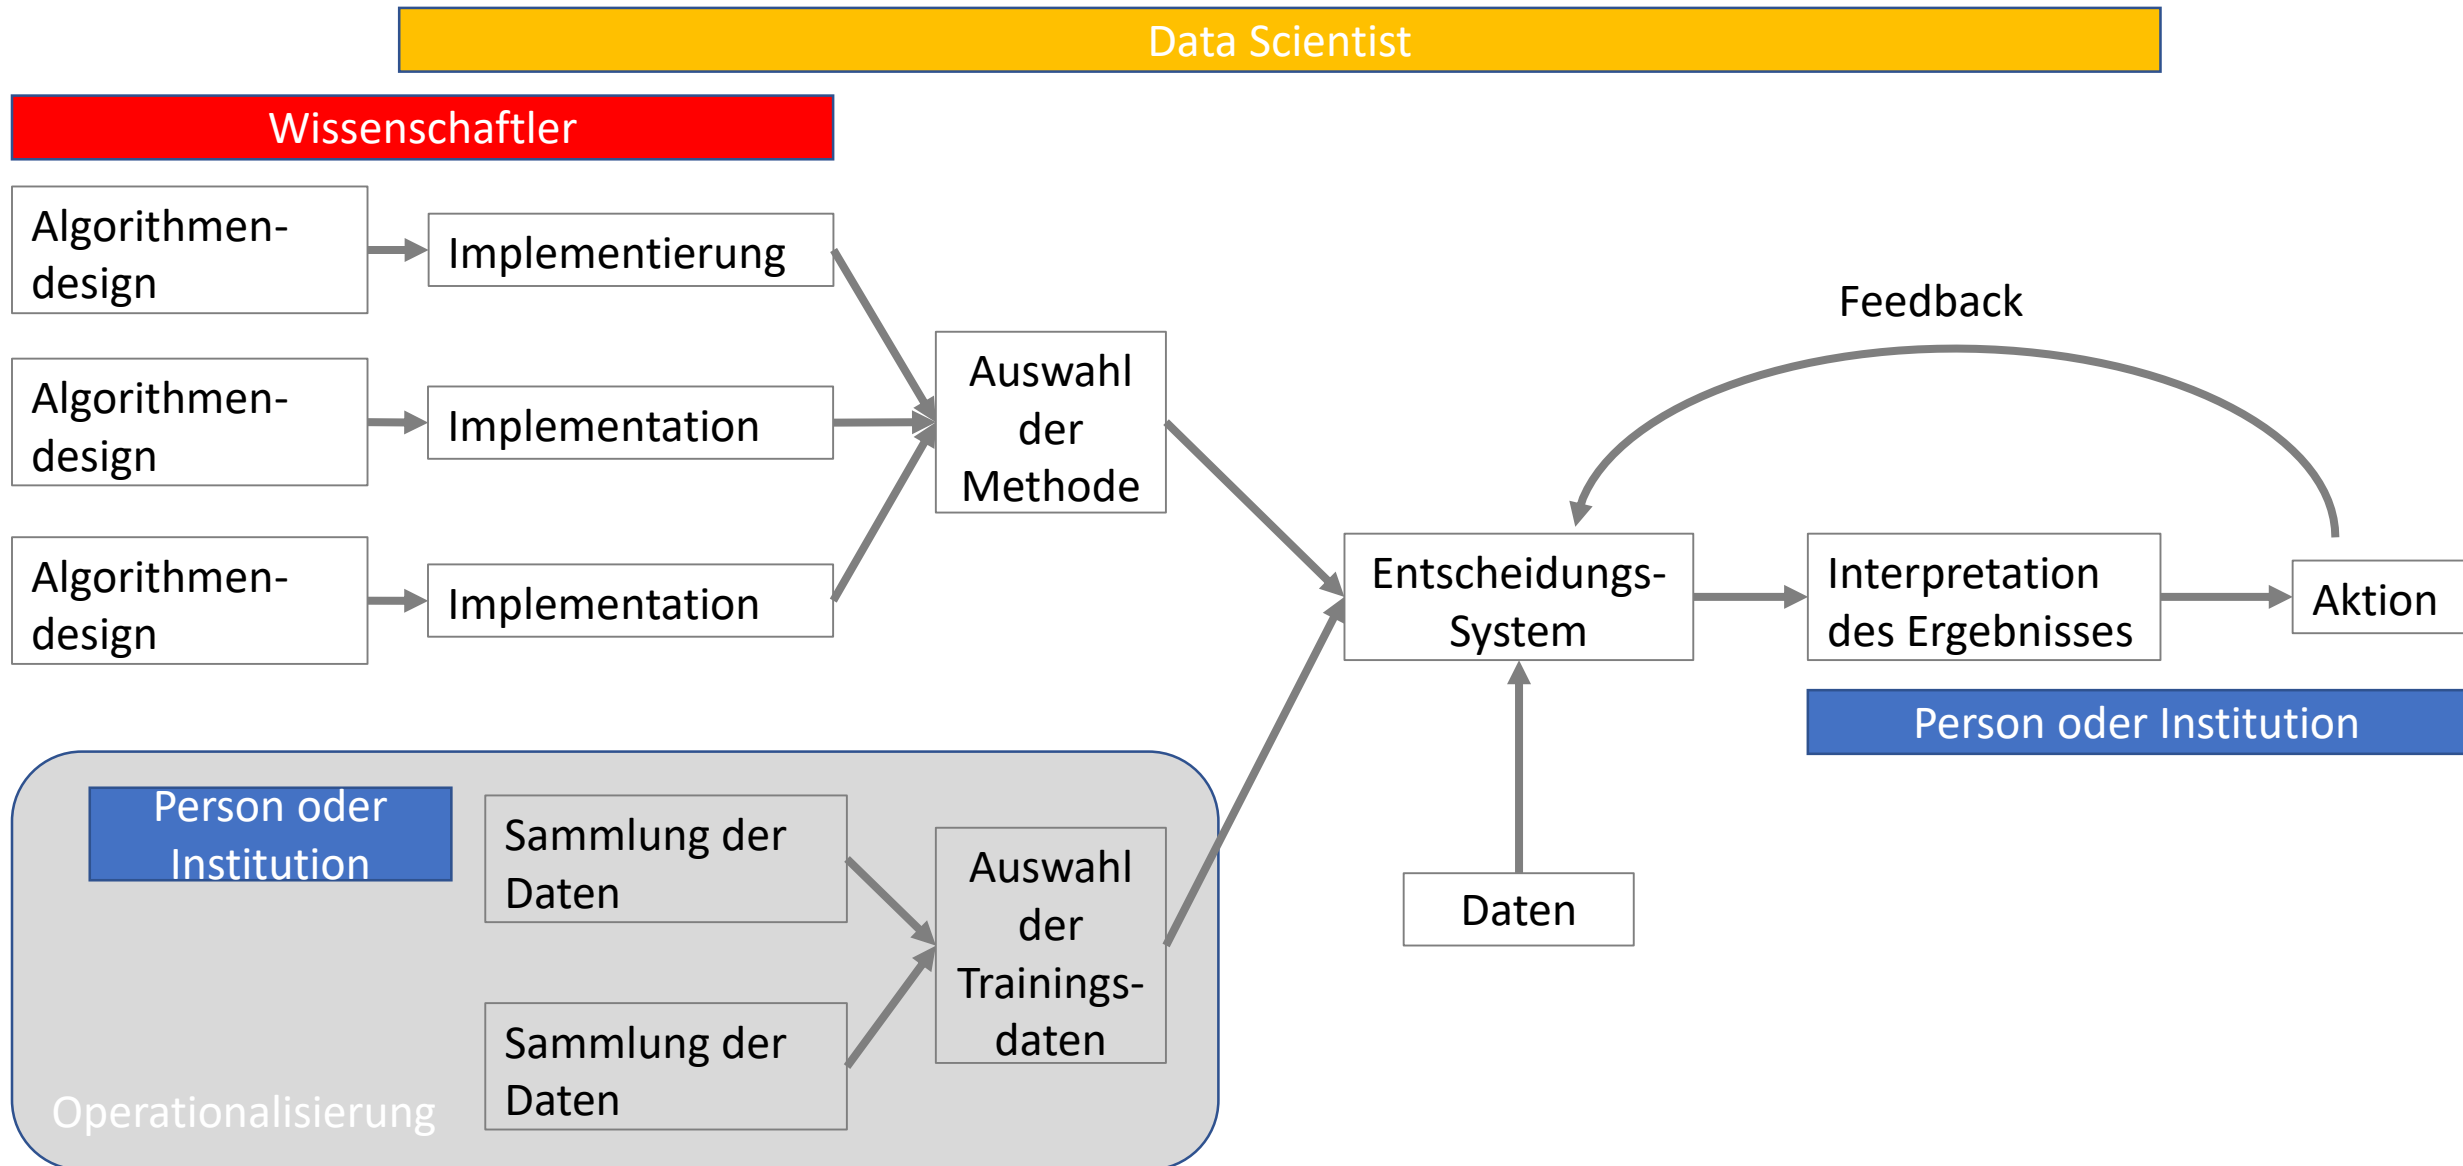 Data Scientist
Wissenschaftler
Algorithmen-
design
Implementierung
Algorithmen-
design
Implementation
Algorithmen-
design
Implementation
Auswahl
der
Methode
Feedback
Entscheidungs-
System
Interpretation
des Ergebnisses
Aktion
Person oder Institution
Person oder
Institution
Sammlung der
Daten
Sammlung der
Daten
Auswahl
der
Trainings-
daten
Daten
Operationalisierung